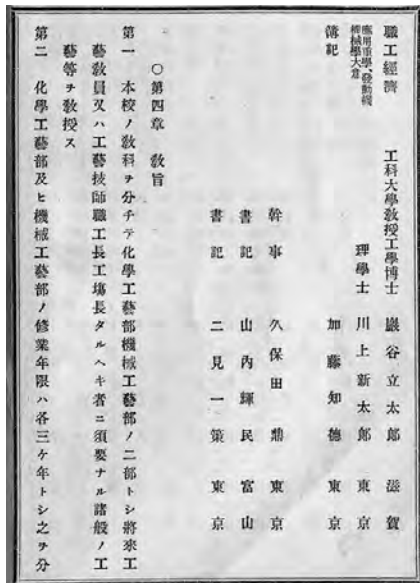 職工經濟 工科大學教授工學博士 巖谷立太郎 滋賀
應用重學、發動機
機械學大意 理學士 川上新太郎 東京
簿記 加藤知德 東京
幹事 久保田鼎 東京
書記 山內輝民 富山
書記 二見一策 東京
〇第四章 敎旨
第一 本校ノ敎科ヲ分チテ化學工藝部機械工藝部ノ二部トシ將來工
藝敎員又ハ工藝技師職工長工塲長タルヘキ者ニ須要ナル諸般ノ工
藝等ヲ敎授ス
第二 化學工藝部及ヒ機械工藝部ノ修業年限ハ各三ケ年トシ之ヲ分